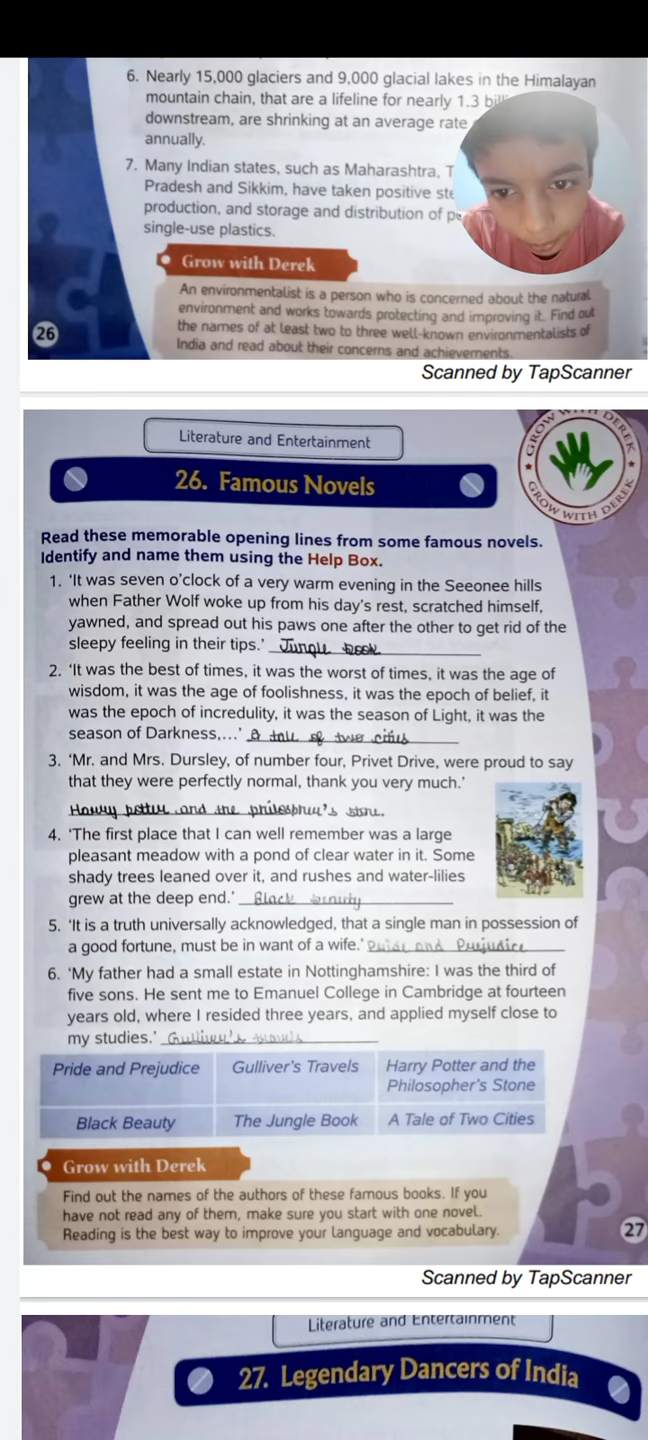 6. Nearly 15,000 glaciers and 9,000 glacial lakes in the Himalayan
mountain chain, that are a lifeline for nearly 1.3 bill
downstream, are shrinking at an average rate
annually.
7. Many Indian states, such as Maharashtra, T
Pradesh and Sikkim, have taken positive ste
production, and storage and distribution of pe
single-use plastics.
Grow with Derek
An environmentalist is a person who is concerned about the natural
environment and works towards protecting and improving it. Find out
the names of at least two to three well-known environmentalists of
India and read about their concerns and achievements.
26
Scanned by TapScanner
Literature and Entertainment
GROW WITH DEREK
GROW WITH DEREK
26. Famous Novels
Read these memorable opening lines from some famous novels.
Identify and name them using the Help Box.
1. 'It was seven o'clock of a very warm evening in the Seeonee hills
when Father Wolf woke up from his day's rest, scratched himself,
yawned, and spread out his paws one after the other to get rid of the
sleepy feeling in their tips.' Jungle book
2. 'It was the best of times, it was the worst of times, it was the age of
wisdom, it was the age of foolishness, it was the epoch of belief, it
was the epoch of incredulity, it was the season of Light, it was the
season of Darkness,...' A tale of two cities
3. 'Mr. and Mrs. Dursley, of number four, Privet Drive, were proud to say
that they were perfectly normal, thank you very much.'
Harry potter and the philospher's stone.
4. 'The first place that I can well remember was a large
pleasant meadow with a pond of clear water in it. Some
shady trees leaned over it, and rushes and water-lilies
grew at the deep end.' Black beauty
5. 'It is a truth universally acknowledged, that a single man in possession of
a good fortune, must be in want of a wife.' Pride and Prejudice
6. 'My father had a small estate in Nottinghamshire: I was the third of
five sons. He sent me to Emanuel College in Cambridge at fourteen
years old, where I resided three years, and applied myself close to
my studies.' Gulliver's travels
Pride and Prejudice Gulliver's Travels Harry Potter and the
Philosopher's Stone
Black Beauty The Jungle Book A Tale of Two Cities
Grow with Derek
Find out the names of the authors of these famous books. If you
have not read any of them, make sure you start with one novel.
Reading is the best way to improve your language and vocabulary.
27
Scanned by TapScanner
Literature and Entertainment
27. Legendary Dancers of India